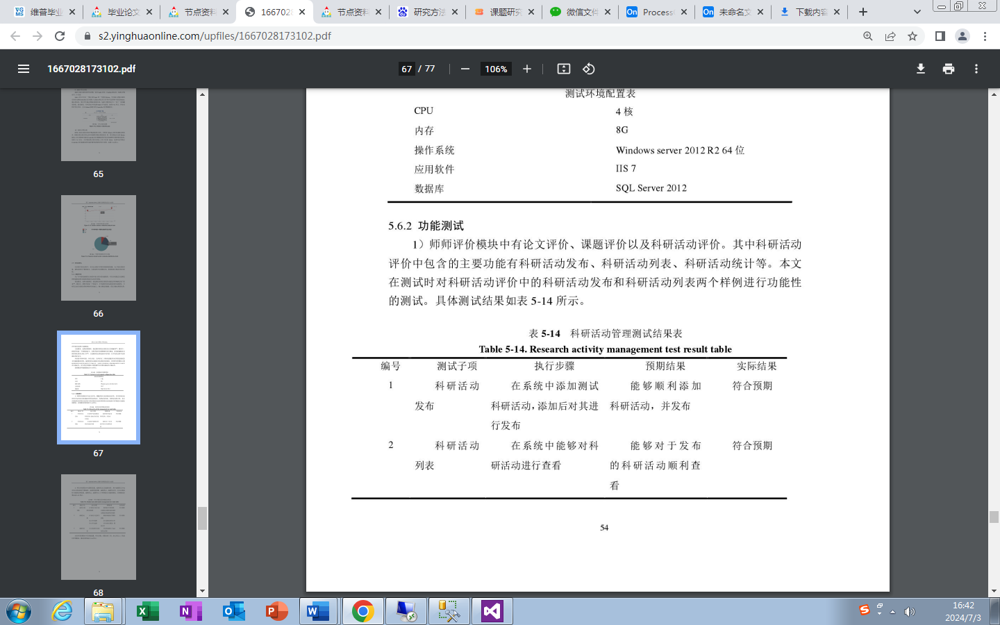 维普毕业
毕业论文
节点资料
1667028
节点资料
研究方法
课题研究
微信文件
Process
未命名文
下载内容
s2.yinghuaonline.com/upfiles/1667028173102.pdf
1667028173102.pdf
67 / 77
106%
65
66
67
68
测试环境配置表
CPU 4 核
内存 8G
操作系统 Windows server 2012 R2 64 位
应用软件 IIS 7
数据库 SQL Server 2012
5.6.2 功能测试
1）师师评价模块中有论文评价、课题评价以及科研活动评价。其中科研活动
评价中包含的主要功能有科研活动发布、科研活动列表、科研活动统计等。本文
在测试时对科研活动评价中的科研活动发布和科研活动列表两个样例进行功能性
的测试。具体测试结果如表 5-14 所示。
表 5-14 科研活动管理测试结果表
Table 5-14. Research activity management test result table
编号 测试子项 执行步骤 预期结果 实际结果
1 科研活动 在系统中添加测试 能够顺利添加 符合预期
发布 科研活动，添加后对其进 科研活动，并发布
行发布
2 科研活动 在系统中能够对科 能够对于发布 符合预期
列表 研活动进行查看 的科研活动顺利查
看
54
16:42
2024/7/3